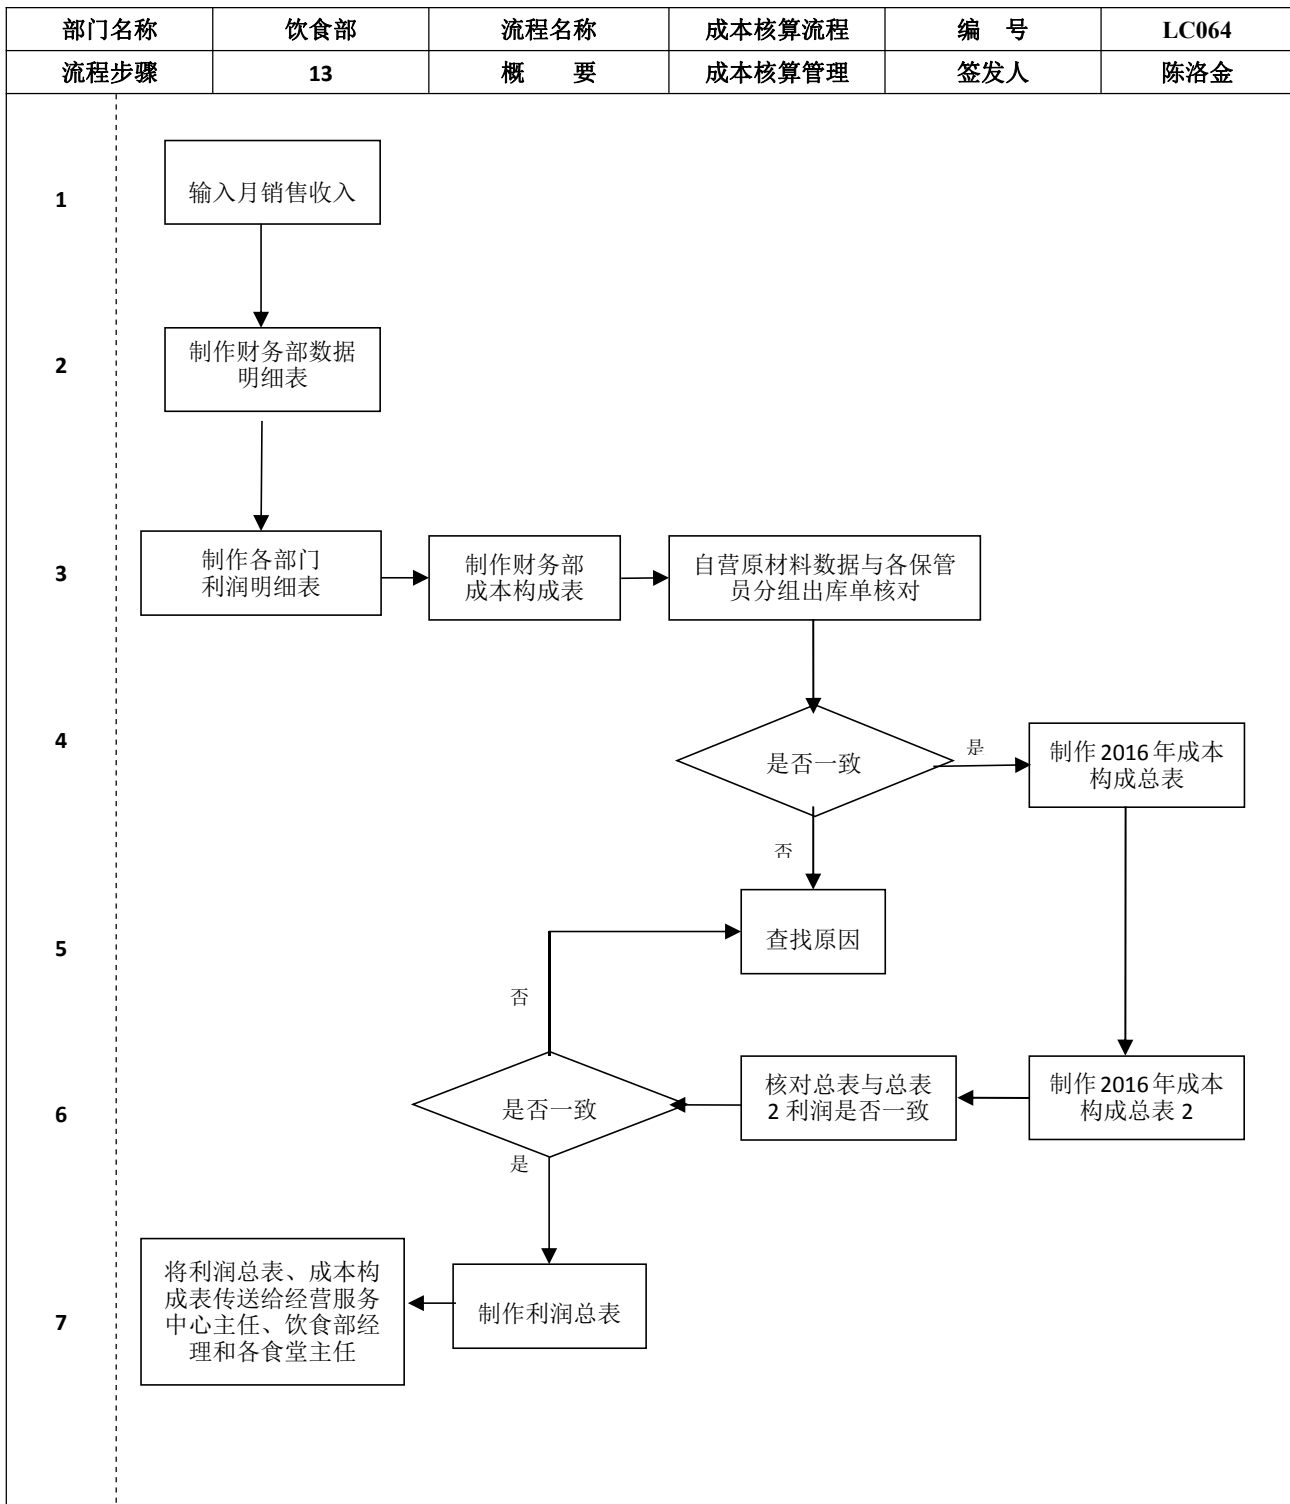 部门名称 饮食部 流程名称 成本核算流程 编 号 LC064
流程步骤 13 概 要 成本核算管理 签发人 陈洛金
1
输入月销售收入
2
制作财务部数据
明细表
3
制作各部门
利润明细表
制作财务部
成本构成表
自营原材料数据与各保管
员分组出库单核对
4
是否一致
是
制作 2016 年成本
构成总表
否
5
查找原因
否
6
是否一致
核对总表与总表
2 利润是否一致
制作 2016 年成本
构成总表 2
是
7
将利润总表、成本构
成表传送给经营服务
中心主任、饮食部经
理和各食堂主任
制作利润总表